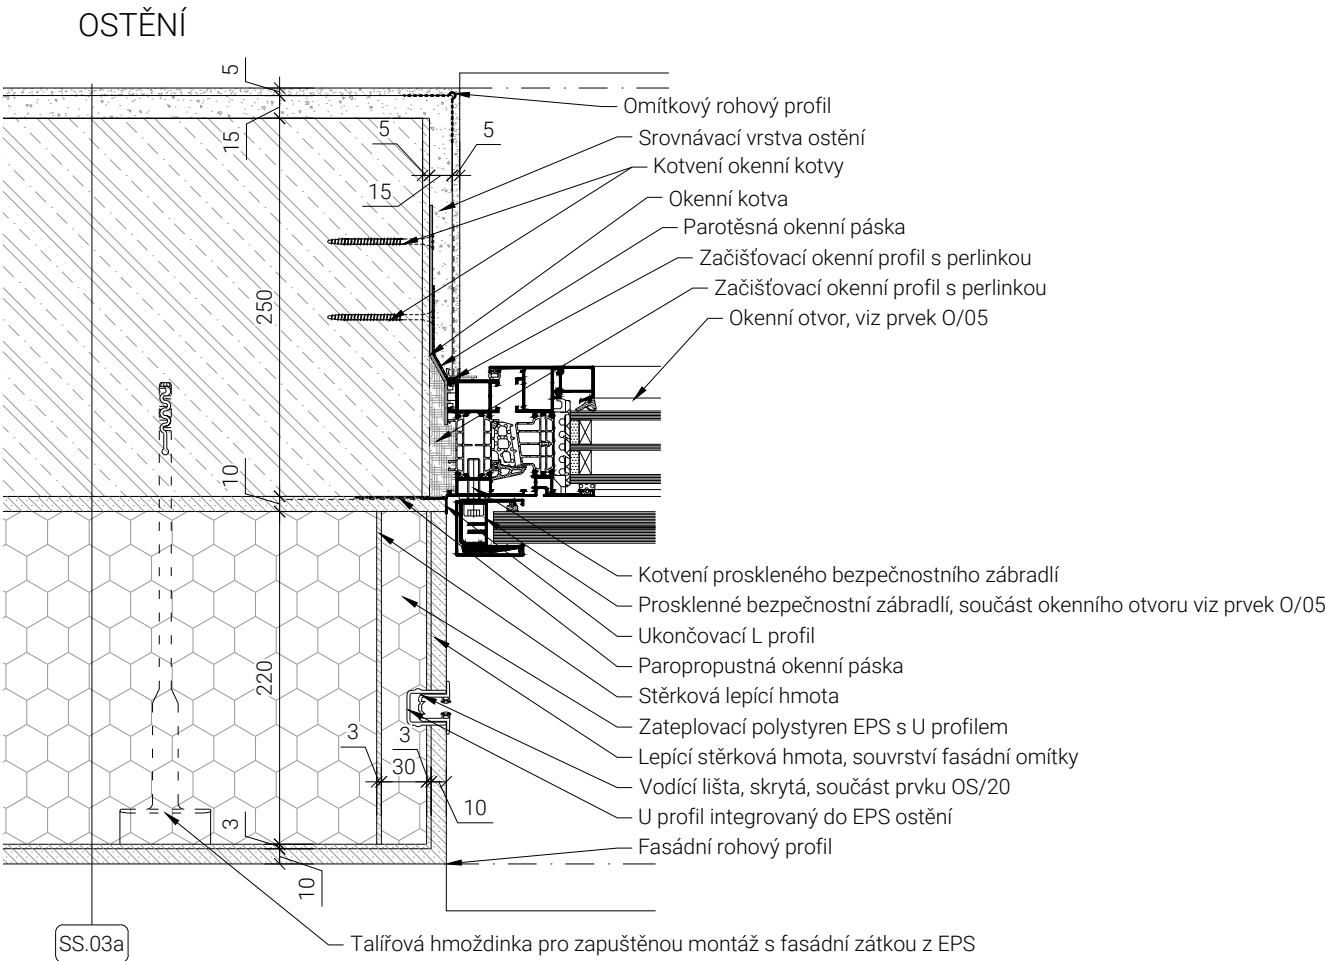 OSTĚNÍ
5
15
5
5
15
250
10
220
3
3
30
10
3
10
Omítkový rohový profil
Srovnávací vrstva ostění
Kotvení okenní kotvy
Okenní kotva
Parotěsná okenní páska
Začišťovací okenní profil s perlinkou
Začišťovací okenní profil s perlinkou
Okenní otvor, viz prvek O/05
Kotvení proskleného bezpečnostního zábradlí
Prosklenné bezpečnostní zábradlí, součást okenního otvoru viz prvek O/05
Ukončovací L profil
Paropropustná okenní páska
Stěrková lepící hmota
Zateplovací polystyren EPS s U profilem
Lepící stěrková hmota, souvrství fasádní omítky
Vodící lišta, skrytá, součást prvku OS/20
U profil integrovaný do EPS ostění
Fasádní rohový profil
SS.03a
Talířová hmoždinka pro zapuštěnou montáž s fasádní zátkou z EPS